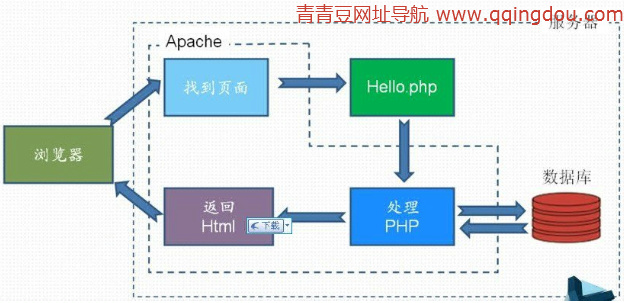 青青豆网址导航 www.qqingdou.com
服务器
Apache
找到页面
Hello.php
浏览器
数据库
返回
Html
处理
PHP
下载